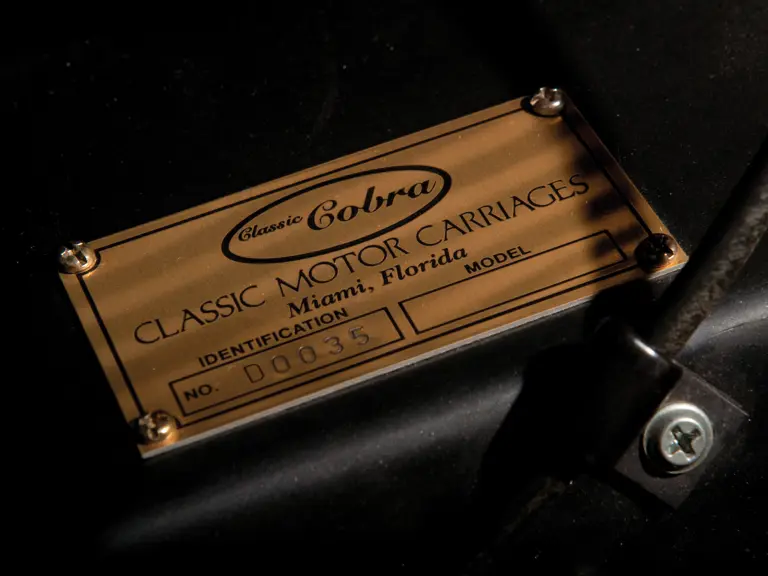 Classic Cobra
CLASSIC MOTOR CARRIAGES
Miami, Florida
IDENTIFICATION
MODEL
NO. D0035